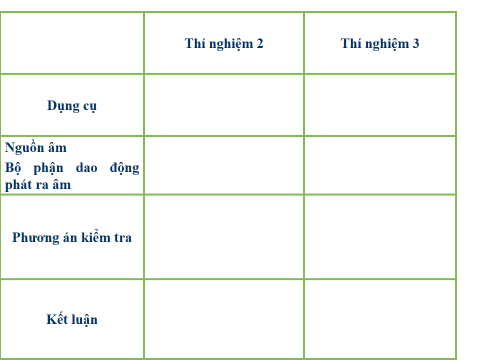 Thí nghiệm 2
Thí nghiệm 3
Dụng cụ
Nguồn âm
Bộ phận dao động
phát ra âm
Phương án kiểm tra
Kết luận